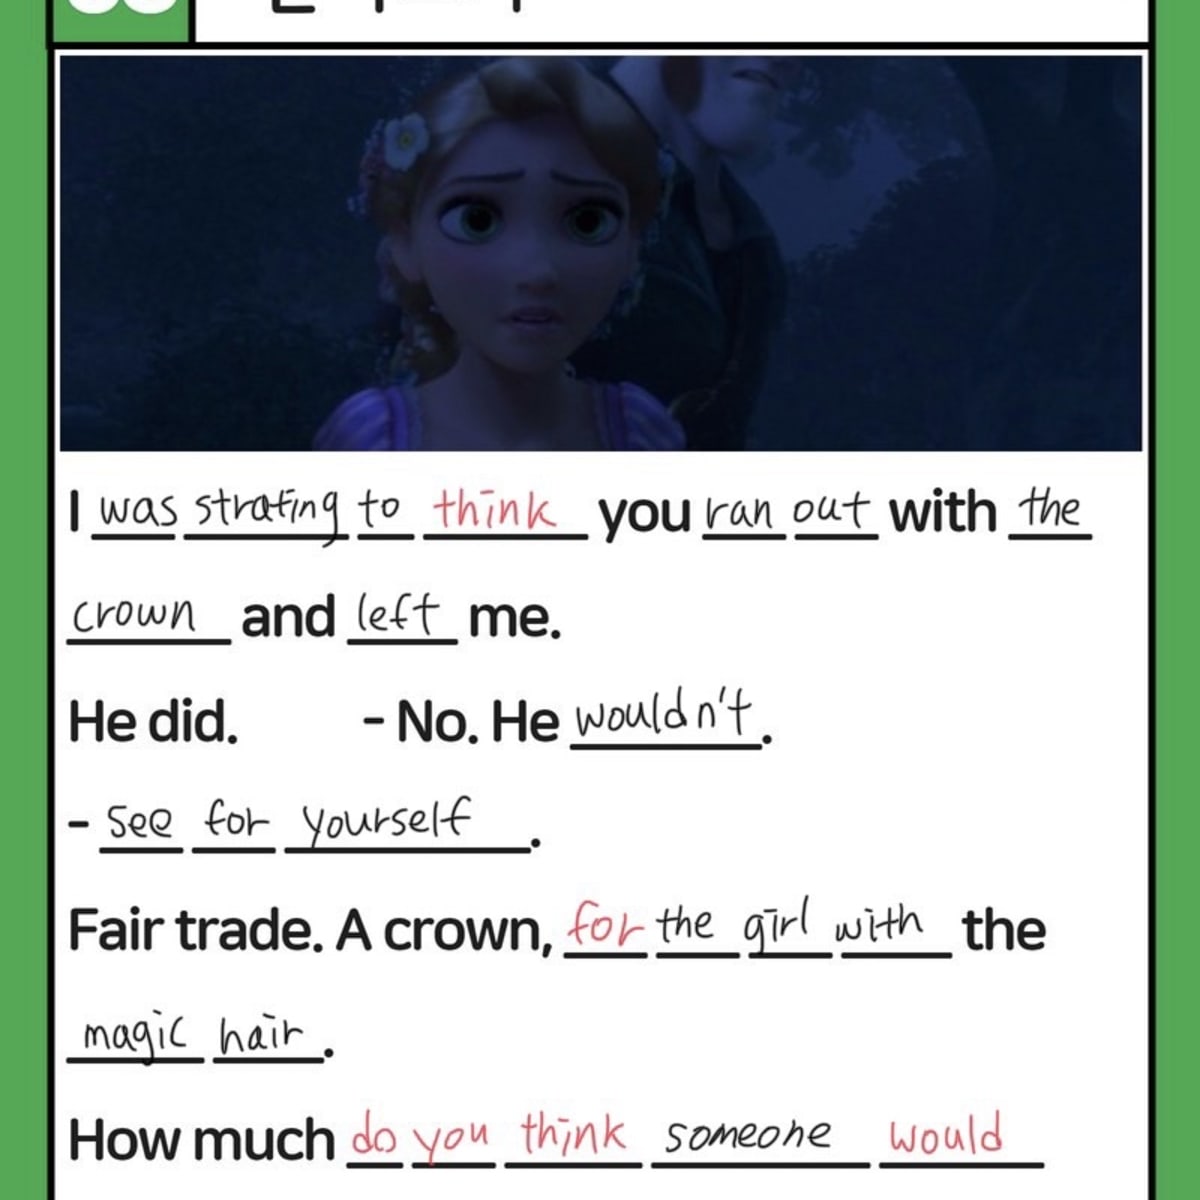 I was strating to think you ran out with the
crown and left me.
He did. - No. He wouldn't.
- See for yourself.
Fair trade. A crown, for the girl with the
magic hair.
How much do you think someone would